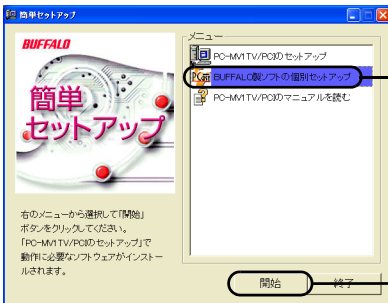 簡単セットアップ
BUFFALO
簡単
セットアップ
右のメニューから選択して「開始」
ボタンをクリックしてください。
「PC-MV1TV/PCIのセットアップ」で
動作に必要なソフトウェアがインストー
ルされます。
メニュー
PC-MV1TV/PCIのセットアップ
BUFFALO製ソフトの個別セットアップ
PC-MV1TV/PCIのマニュアルを読む
開始
終了